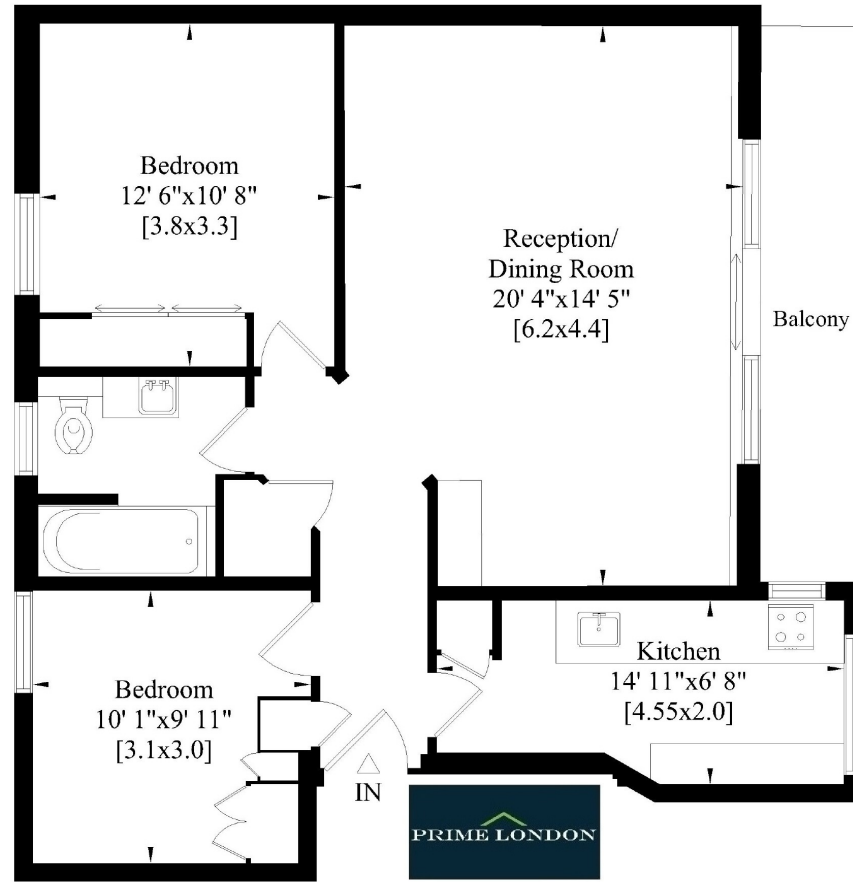 Bedroom
12' 6"x10' 8"
[3.8x3.3]
Reception/
Dining Room
20' 4"x14' 5"
[6.2x4.4]
Balcony
Kitchen
14' 11"x6' 8"
[4.55x2.0]
Bedroom
10' 1"x9' 11"
[3.1x3.0]
IN
PRIME LONDON